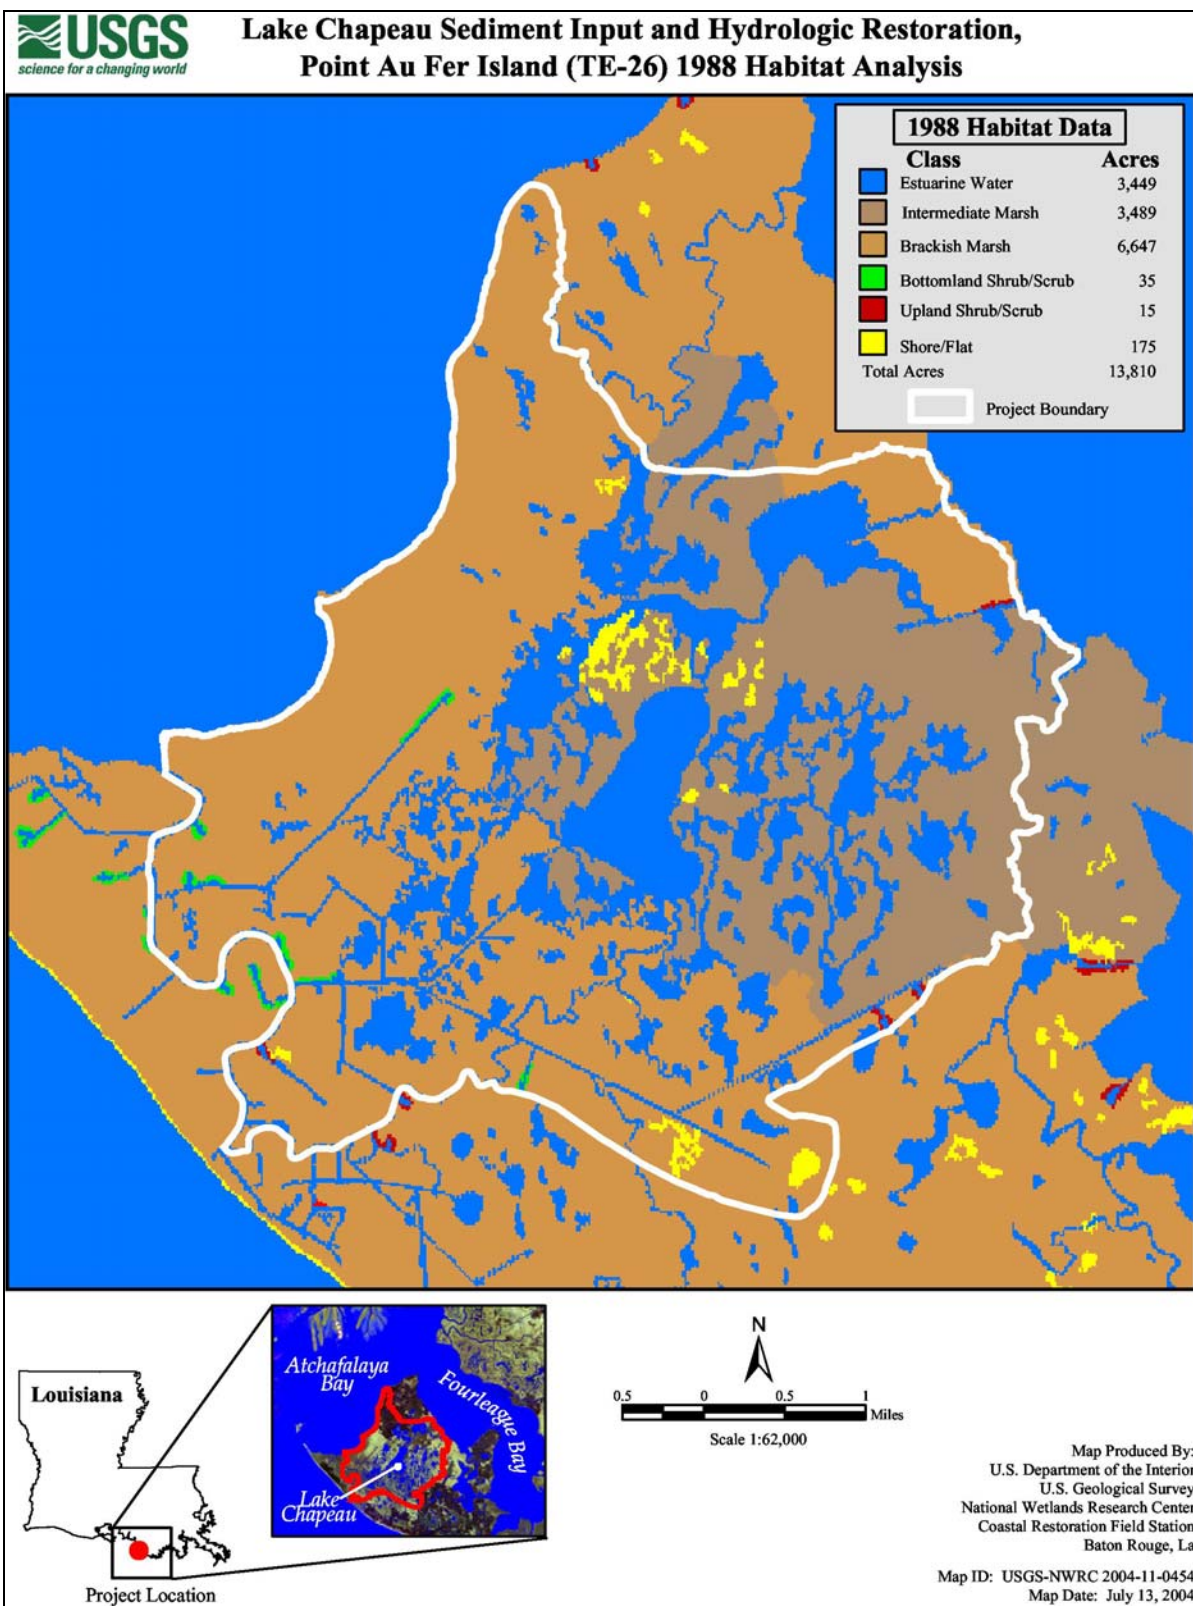 USGS
science for a changing world
Lake Chapeau Sediment Input and Hydrologic Restoration,
Point Au Fer Island (TE-26) 1988 Habitat Analysis
1988 Habitat Data
Class Acres
Estuarine Water 3,449
Intermediate Marsh 3,489
Brackish Marsh 6,647
Bottomland Shrub/Scrub 35
Upland Shrub/Scrub 15
Shore/Flat 175
Total Acres 13,810
Project Boundary
Louisiana
Project Location
Atchafalaya
Bay
Fourleague Bay
Lake
Chapeau
N
0.5 0 0.5 1
Miles
Scale 1:62,000
Map Produced By:
U.S. Department of the Interior
U.S. Geological Survey
National Wetlands Research Center
Coastal Restoration Field Station
Baton Rouge, La
Map ID: USGS-NWRC 2004-11-0454
Map Date: July 13, 2004